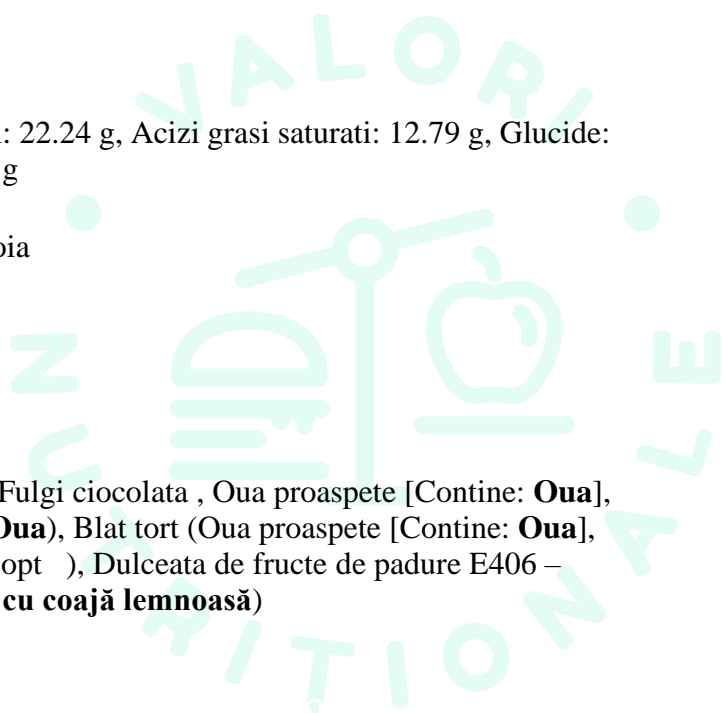 VALORI
: 22.24 g, Acizi grasi saturati: 12.79 g, Glucide:
g
oia
Fulgi ciocolata , Oua proaspete [Contine: Oua],
Oua), Blat tort (Oua proaspete [Contine: Oua],
opt ), Dulceata de fructe de padure E406 –
cu coajă lemnoasă)
NUTRIȚIONALE